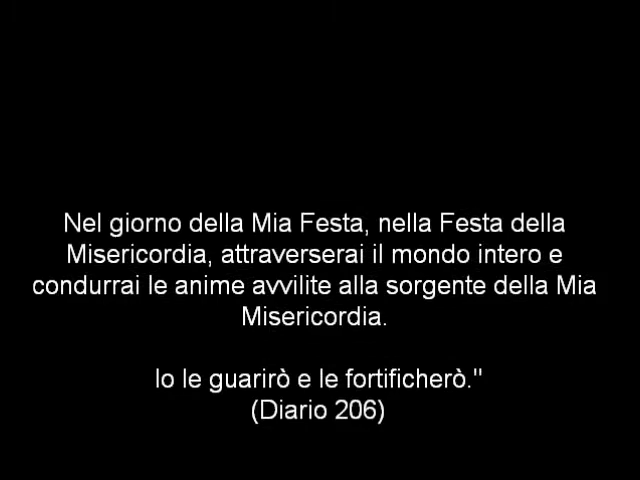 Nel giorno della Mia Festa, nella Festa della
Misericordia, attraverserai il mondo intero e
condurrai le anime avvilite alla sorgente della Mia
Misericordia.
Io le guarirò e le fortificherò."
(Diario 206)